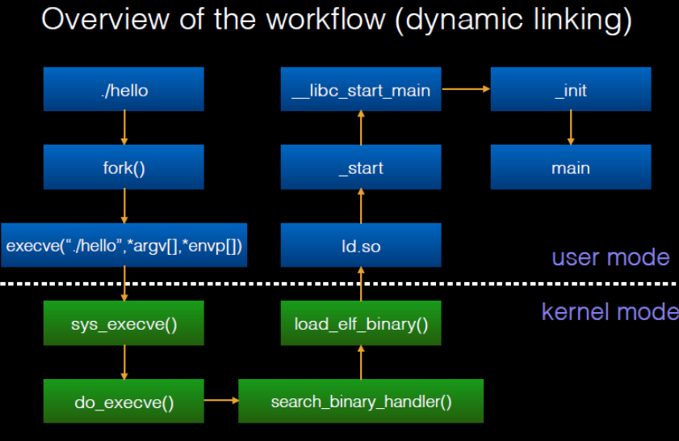 Overview of the workflow (dynamic linking)
./hello
__libc_start_main
_init
fork()
_start
main
execve("./hello",*argv[],*envp[])
ld.so
user mode
kernel mode
sys_execve()
load_elf_binary()
do_execve()
search_binary_handler()